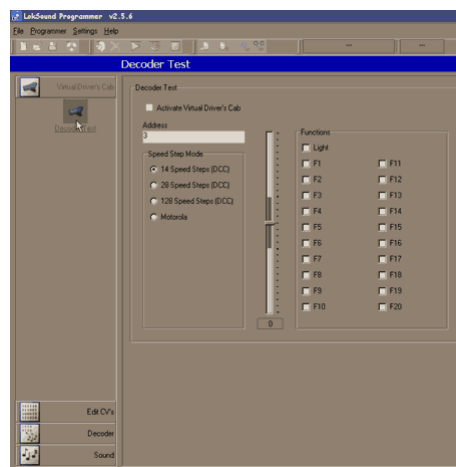 LokSound Programmer v2.5.6
File Programmer Settings Help
Decoder Test
Virtual Driver's Cab
Decoder Test
Decoder Test
Activate Virtual Driver's Cab
Address
3
Speed Step Mode
14 Speed Steps (DCC)
28 Speed Steps (DCC)
128 Speed Steps (DCC)
Motorola
0
Functions
Light
F1 F11
F2 F12
F3 F13
F4 F14
F5 F15
F6 F16
F7 F17
F8 F18
F9 F19
F10 F20
Edit CV's
Decoder
Sound